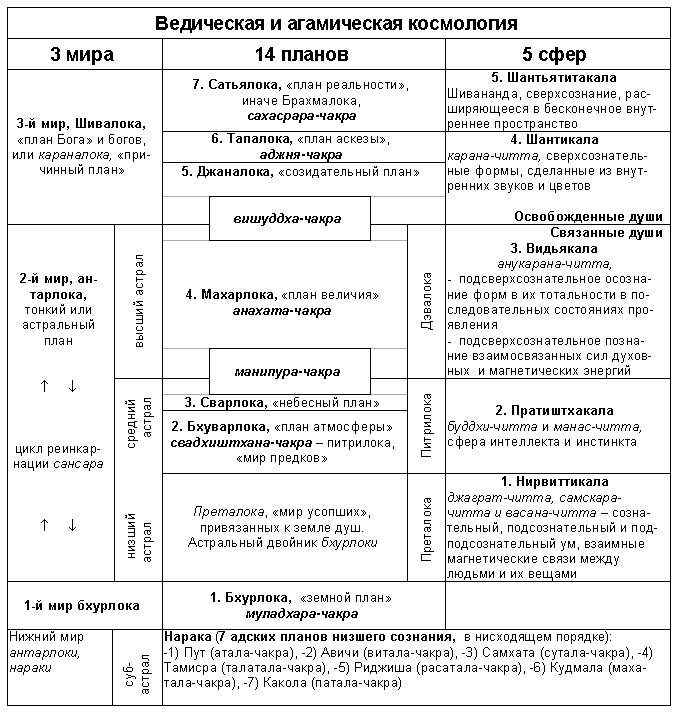 Ведическая и агамическая космология
3 мира
14 планов
5 сфер
3-й мир, Шивалока,
«план Бога» и богов,
или караналока, «при-
чинный план»
7. Сатьялока, «план реальности»,
иначе Брахмалока,
сахасрара-чакра
5. Шантьятитакала
Шивананда, сверхсознание, рас-
ширяющееся в бесконечное внут-
реннее пространство
6. Тапалока, «план аскезы»,
аджня-чакра
5. Джаналока, «созидательный план»
4. Шантикала
карана-читта, сверхсознатель-
ные формы, сделанные из внут-
ренних звуков и цветов
вишуддха-чакра
Освобожденные души
Связанные души
2-й мир, ан-
тарлока,
тонкий или
астральный
план
↑ ↓
цикл реинкар-
нации сансара
↑ ↓
высший астрал
4. Махарлока, «план величия»
анахата-чакра
Дэвалока
3. Видьякала
анукарана-читта,
- подсверхсознательное осозна-
ние форм в их тотальности в по-
следовательных состояниях про-
явления
- подсверхсознательное позна-
ние взаимосвязанных сил духов-
ных и магнетических энергий
манипура-чакра
средний
астрал
3. Сварлока, «небесный план»
2. Бхуварлока, «план атмосферы»
свадхиштхана-чакра – питрилока,
«мир предков»
Питрилока
2. Пратиштхакала
буддхи-читта и манас-читта,
сфера интеллекта и инстинкта
низший
астрал
Преталока, «мир усопших»,
привязанных к земле душ.
Астральный двойник бхурлоки
Преталока
1. Нирвиттикала
джаграт-читта, самскара-
читта и васана-читта – созна-
тельный, подсознательный и под-
подсознательный ум, взаимные
магнетические связи между
людьми и их вещами
1-й мир бхурлока
1. Бхурлока, «земной план»
муладхара-чакра
Нижний мир
антарлоки,
нараки
суб-
астрал
Нарака (7 адских планов низшего сознания, в нисходящем порядке):
-1) Пут (атала-чакра), -2) Авичи (витала-чакра), -3) Самхата (сутала-чакра), -4)
Тамисра (талатала-чакра), -5) Риджиша (расатала-чакра), -6) Кудмала (маха-
тала-чакра), -7) Какола (патала-чакра)